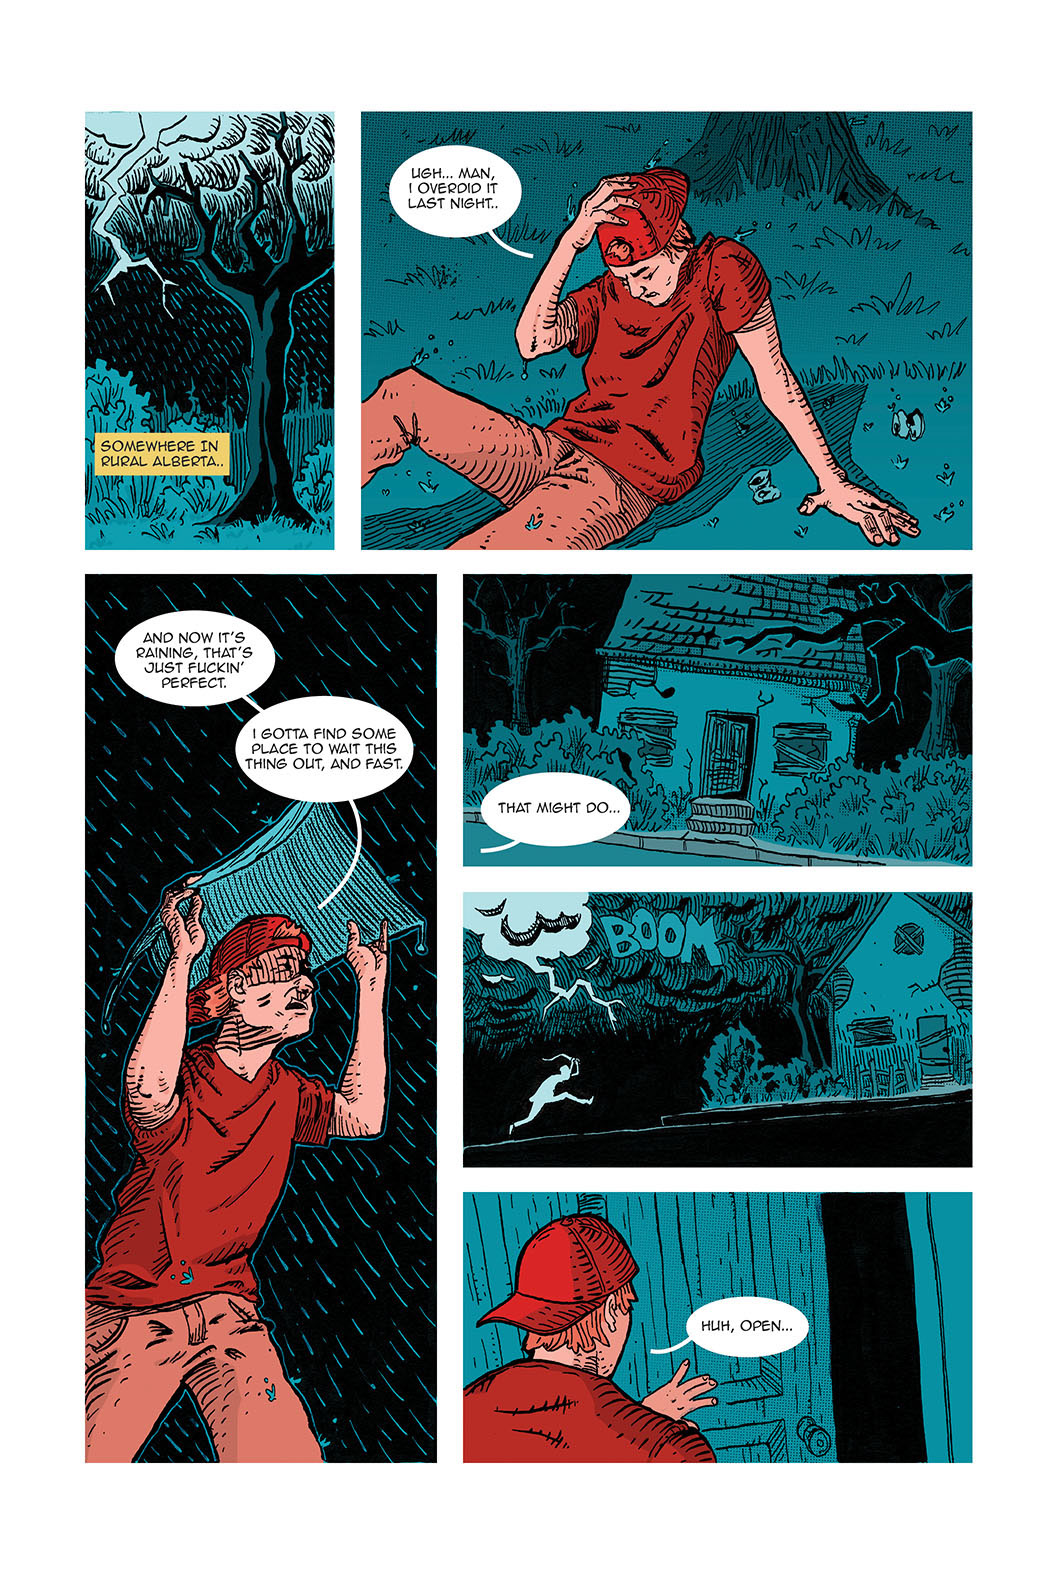 SOMEWHERE IN
RURAL ALBERTA..
UGH... MAN,
I OVERDID IT
LAST NIGHT..
AND NOW IT'S
RAINING, THAT'S
JUST FUCKIN'
PERFECT.
I GOTTA FIND SOME
PLACE TO WAIT THIS
THING OUT, AND FAST.
THAT MIGHT DO...
BOOM
HUH, OPEN...